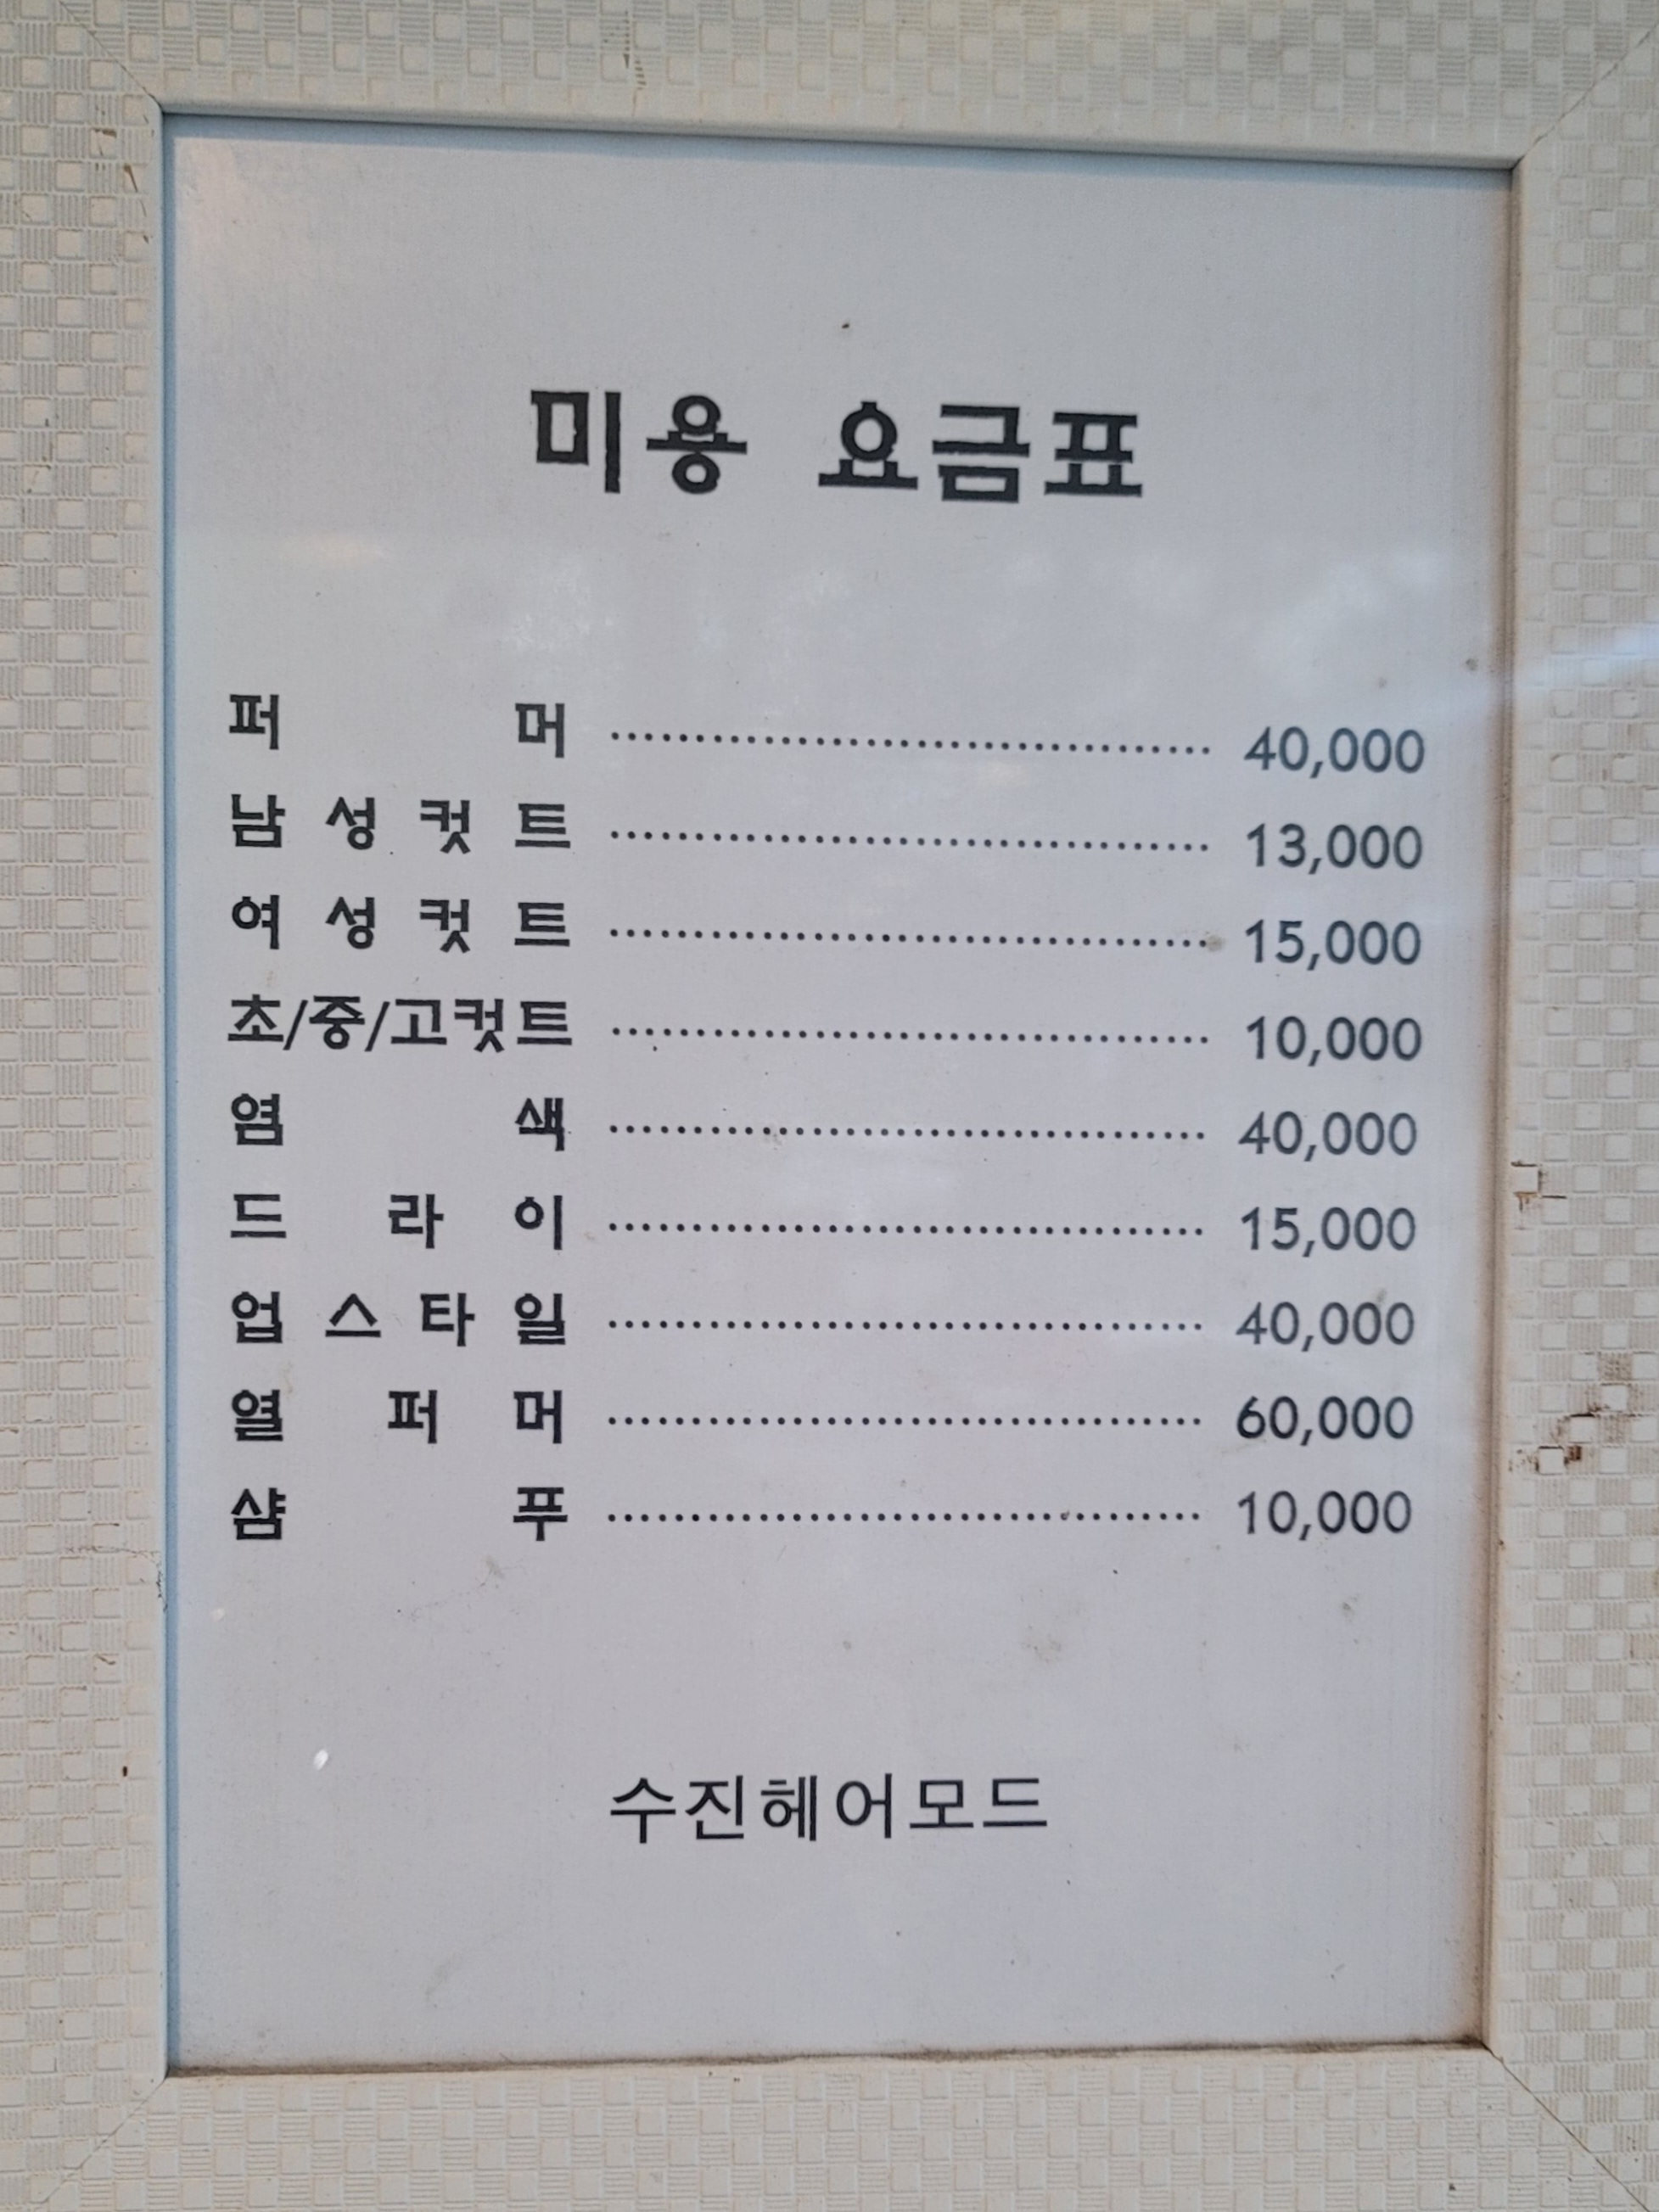 미용 요금표
퍼 머 ........................................ 40,000
남 성 컷 트 ........................................ 13,000
여 성 컷 트 ........................................ 15,000
초/중/고컷트 ........................................ 10,000
염 색 ........................................ 40,000
드 라 이 ........................................ 15,000
업 스 타 일 ........................................ 40,000
열 퍼 머 ........................................ 60,000
샴 푸 ........................................ 10,000
수진헤어모드